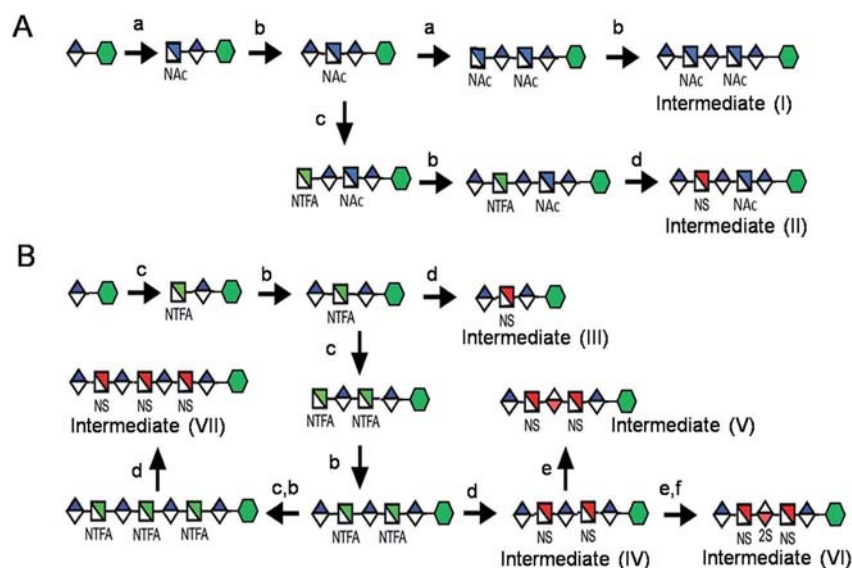 A
a b a b
NAc NAc NAc NAc NAc NAc
Intermediate (I)
c
b d
NTFA NAc NTFA NAc NS NAc
Intermediate (II)
B
c b d
NTFA NTFA NS
Intermediate (III)
c
NTFA NTFA
NS NS NS
Intermediate (VII)
NS NS
Intermediate (V)
d b e
c,b d e,f
NTFA NTFA NTFA NTFA NTFA NS NS NS 2S NS
Intermediate (IV) Intermediate (VI)